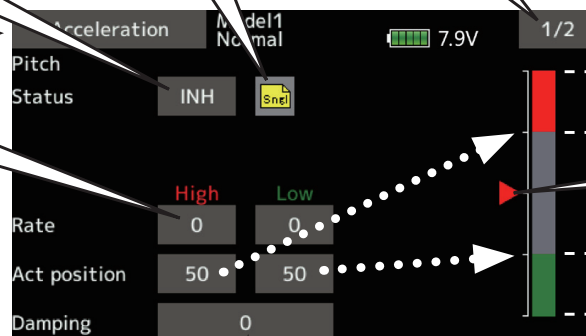 Acceleration
Model1
Normal
7.9V
1/2
Pitch
Status INH Sngl
High Low
Rate 0 0
Act position 50 50
Damping 0